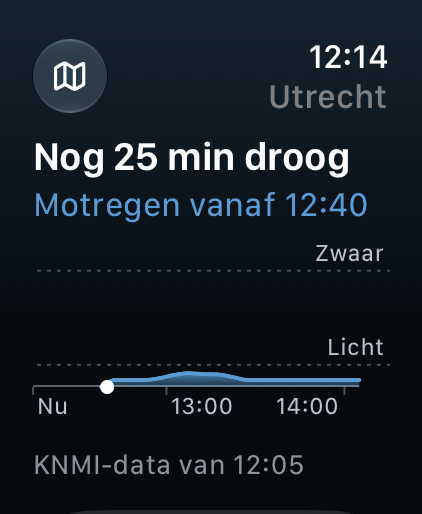 12:14
Utrecht
Nog 25 min droog
Motregen vanaf 12:40
Zwaar
Licht
Nu 13:00 14:00
KNMI-data van 12:05